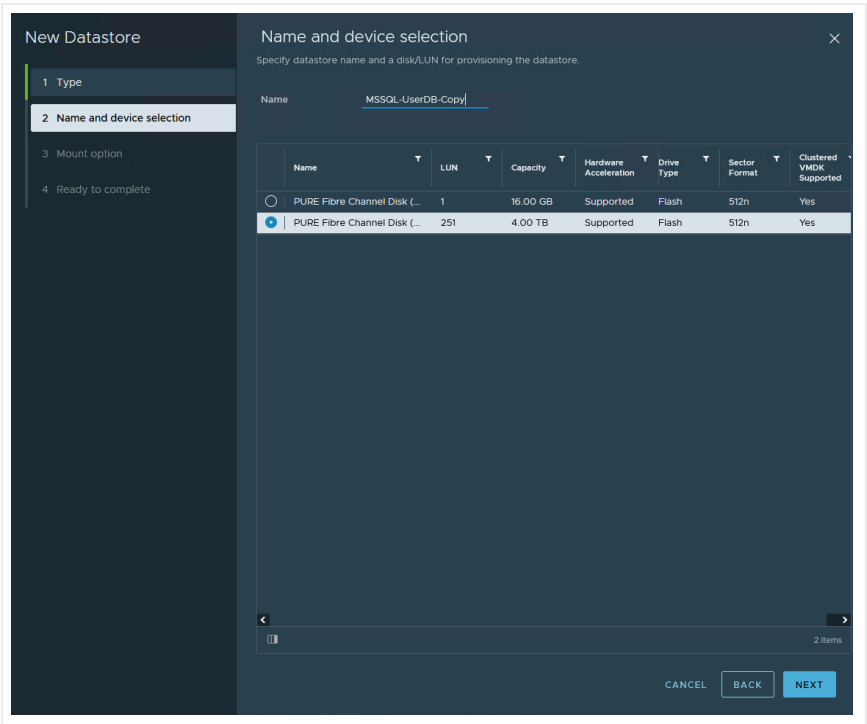 New Datastore
1 Type
2 Name and device selection
3 Mount option
4 Ready to complete
Name and device selection
Specify datastore name and a disk/LUN for provisioning the datastore.
Name MSSQL-UserDB-Copy
Name LUN Capacity Hardware Acceleration Drive Type Sector Format Clustered VMDK Supported
PURE Fibre Channel Disk (... 1 16.00 GB Supported Flash 512n Yes
PURE Fibre Channel Disk (... 251 4.00 TB Supported Flash 512n Yes
2 items
CANCEL BACK NEXT